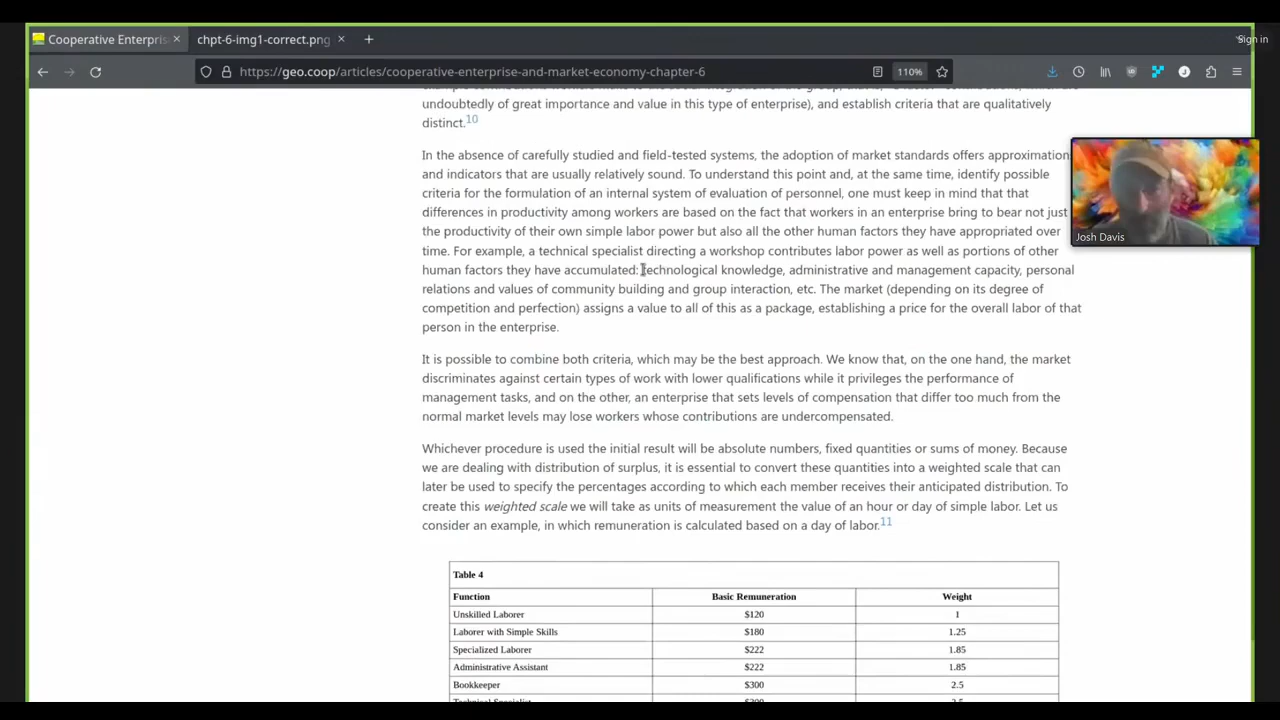 Cooperative Enterpris
chpt-6-img1-correct.png
Sign in
https://geo.coop/articles/cooperative-enterprise-and-market-economy-chapter-6
110%
undoubtedly of great importance and value in this type of enterprise), and establish criteria that are qualitatively
distinct.10
In the absence of carefully studied and field-tested systems, the adoption of market standards offers approximation
and indicators that are usually relatively sound. To understand this point and, at the same time, identify possible
criteria for the formulation of an internal system of evaluation of personnel, one must keep in mind that that
differences in productivity among workers are based on the fact that workers in an enterprise bring to bear not just
the productivity of their own simple labor power but also all the other human factors they have appropriated over
time. For example, a technical specialist directing a workshop contributes labor power as well as portions of other
human factors they have accumulated: technological knowledge, administrative and management capacity, personal
relations and values of community building and group interaction, etc. The market (depending on its degree of
competition and perfection) assigns a value to all of this as a package, establishing a price for the overall labor of that
person in the enterprise.
Josh Davis
It is possible to combine both criteria, which may be the best approach. We know that, on the one hand, the market
discriminates against certain types of work with lower qualifications while it privileges the performance of
management tasks, and on the other, an enterprise that sets levels of compensation that differ too much from the
normal market levels may lose workers whose contributions are undercompensated.
Whichever procedure is used the initial result will be absolute numbers, fixed quantities or sums of money. Because
we are dealing with distribution of surplus, it is essential to convert these quantities into a weighted scale that can
later be used to specify the percentages according to which each member receives their anticipated distribution. To
create this weighted scale we will take as units of measurement the value of an hour or day of simple labor. Let us
consider an example, in which remuneration is calculated based on a day of labor.11
Table 4
Function Basic Remuneration Weight
Unskilled Laborer $120 1
Laborer with Simple Skills $180 1.25
Specialized Laborer $222 1.85
Administrative Assistant $222 1.85
Bookkeeper $300 2.5